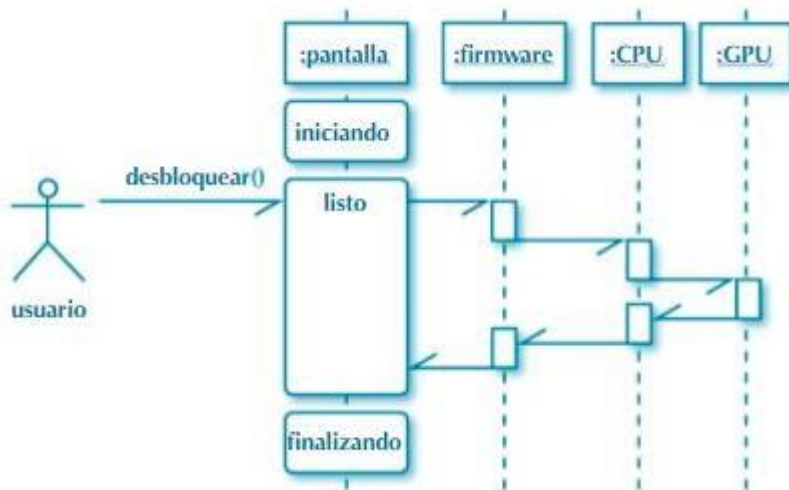 :pantalla
:firmware
:CPU
:GPU
iniciando
desbloquear()
listo
usuario
finalizando